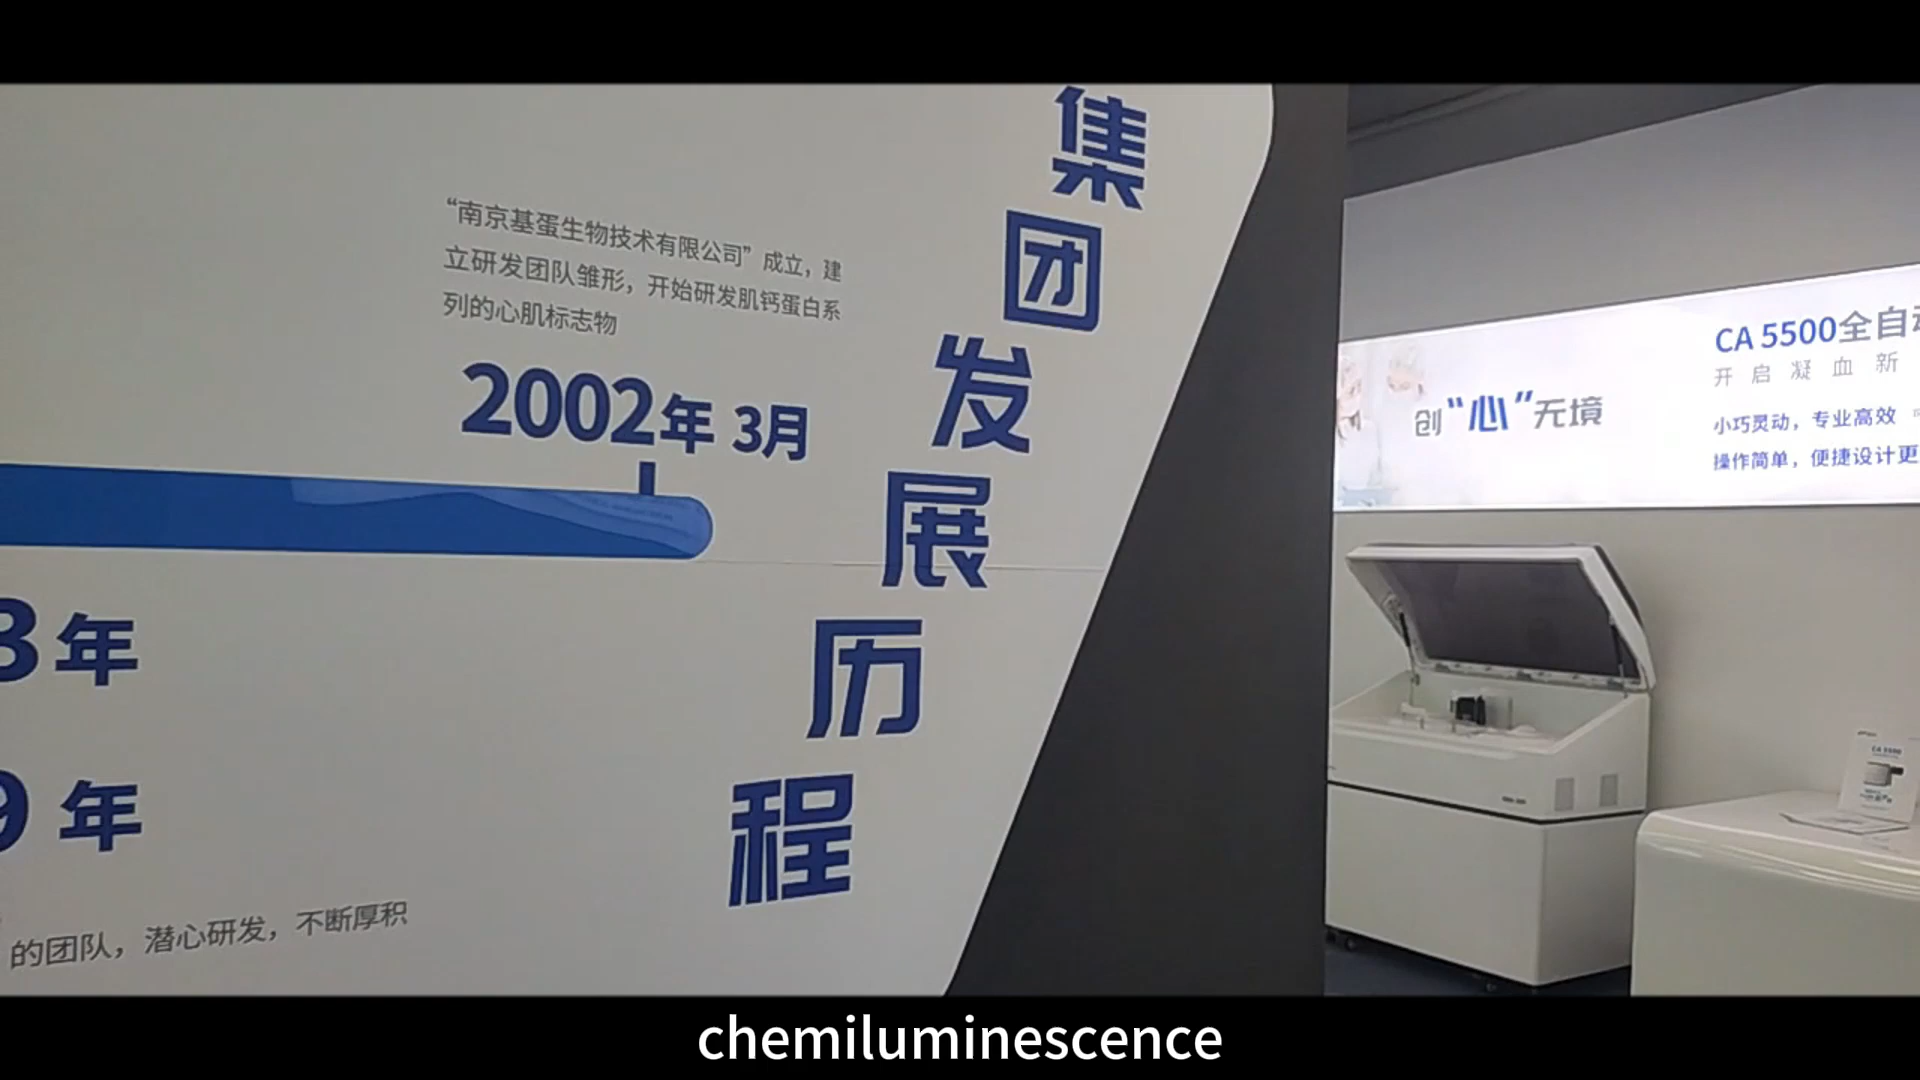 集团发展历程
“南京基蛋生物技术有限公司”成立，建
立研发团队雏形，开始研发肌钙蛋白系
列的心肌标志物
2002年 3月
3年
9年
的团队，潜心研发，不断厚积
创“心”无境
CA 5500全自动
开启凝血新
小巧灵动，专业高效
操作简单，便捷设计更
CA 5500
chemiluminescence